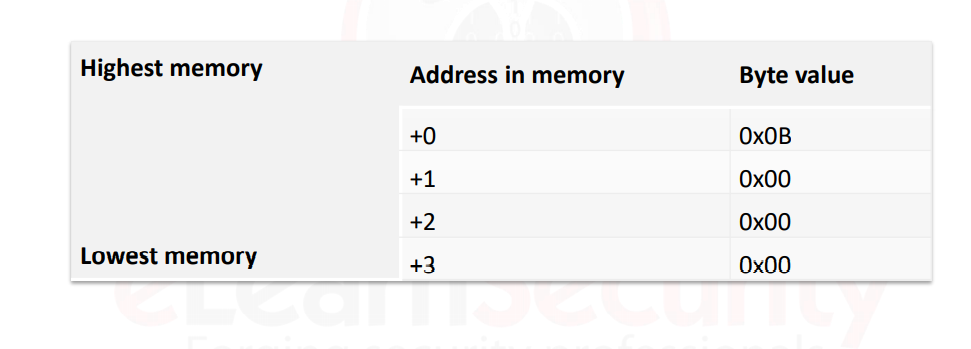 Highest memory
Address in memory
Byte value
+0
0x0B
+1
0x00
+2
0x00
Lowest memory
+3
0x00
eLearnSecurity
Forging security professionals